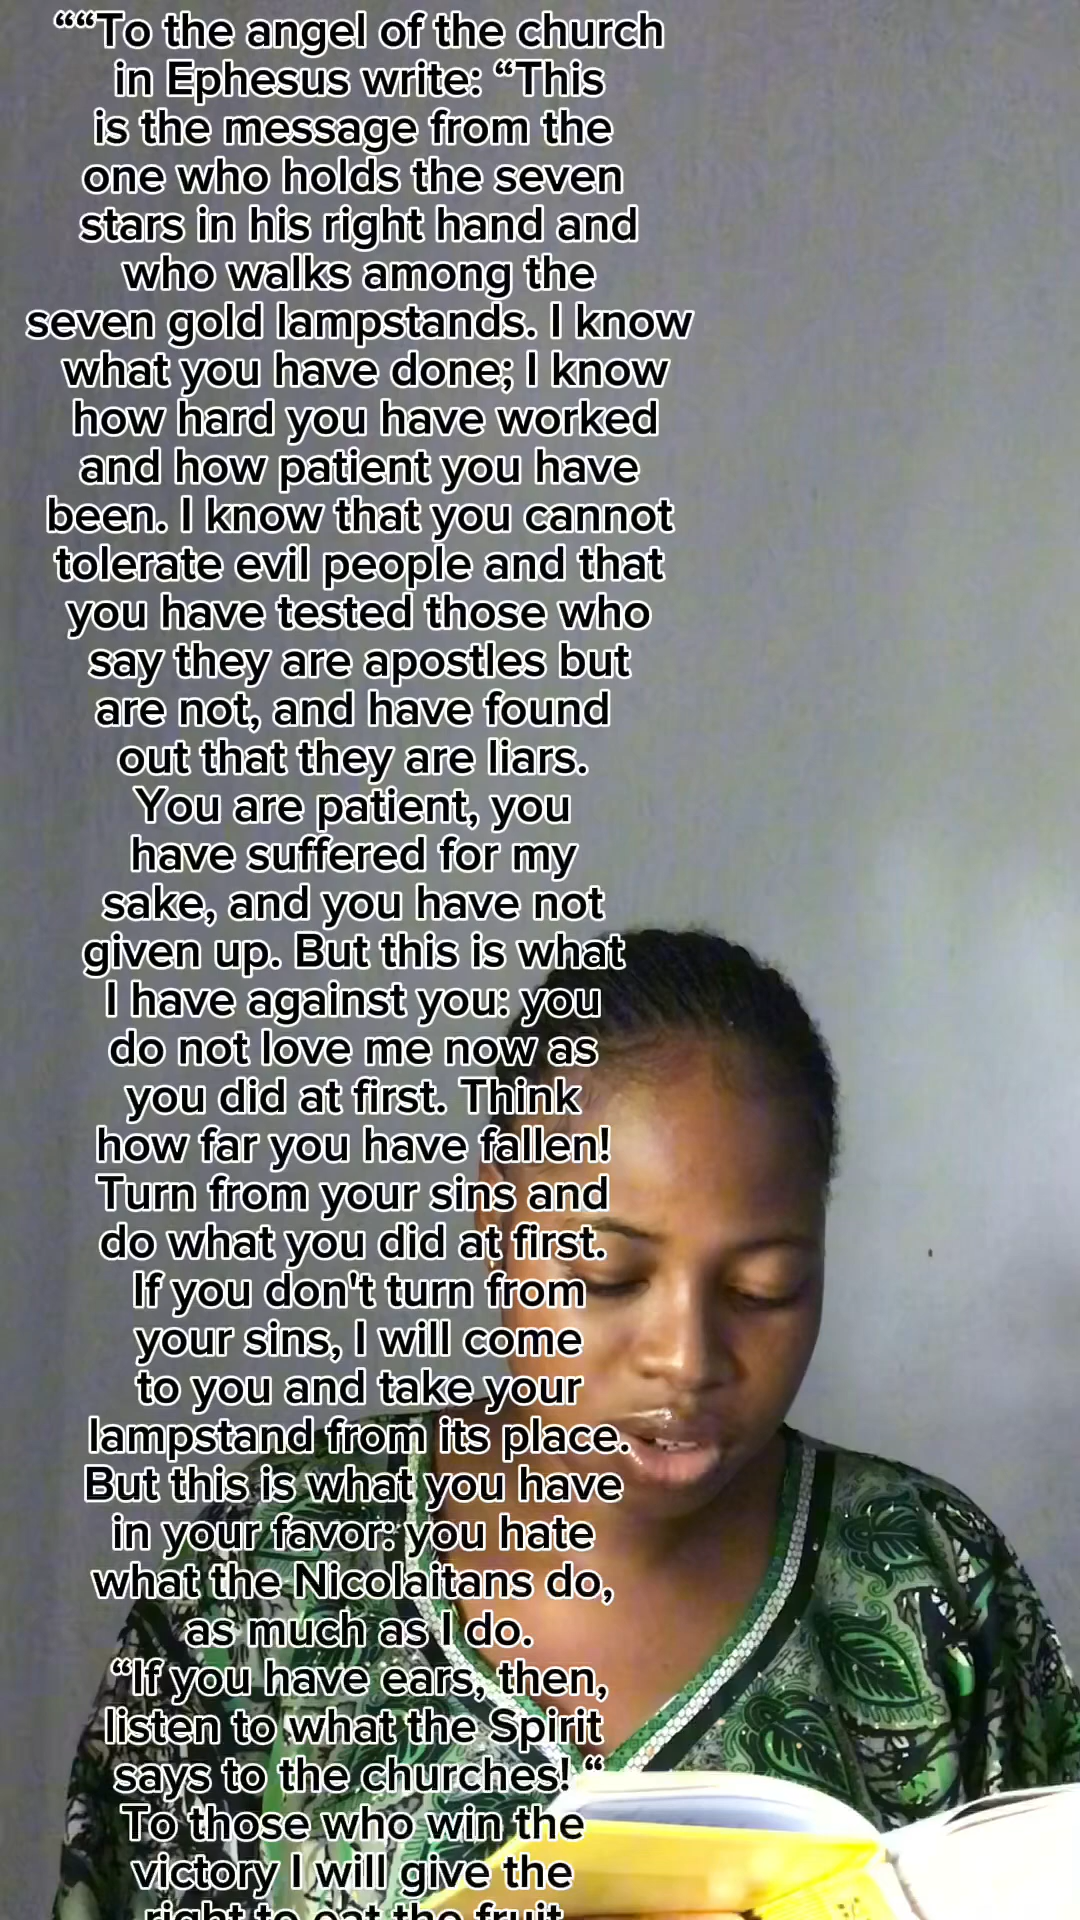 ““To the angel of the church
in Ephesus write: “This
is the message from the
one who holds the seven
stars in his right hand and
who walks among the
seven gold lampstands. I know
what you have done; I know
how hard you have worked
and how patient you have
been. I know that you cannot
tolerate evil people and that
you have tested those who
say they are apostles but
are not, and have found
out that they are liars.
You are patient, you
have suffered for my
sake, and you have not
given up. But this is what
I have against you: you
do not love me now as
you did at first. Think
how far you have fallen!
Turn from your sins and
do what you did at first.
If you don't turn from
your sins, I will come
to you and take your
lampstand from its place.
But this is what you have
in your favor: you hate
what the Nicolaitans do,
as much as I do.
“If you have ears, then,
listen to what the Spirit
says to the churches! “
To those who win the
victory I will give the
right to eat the fruit